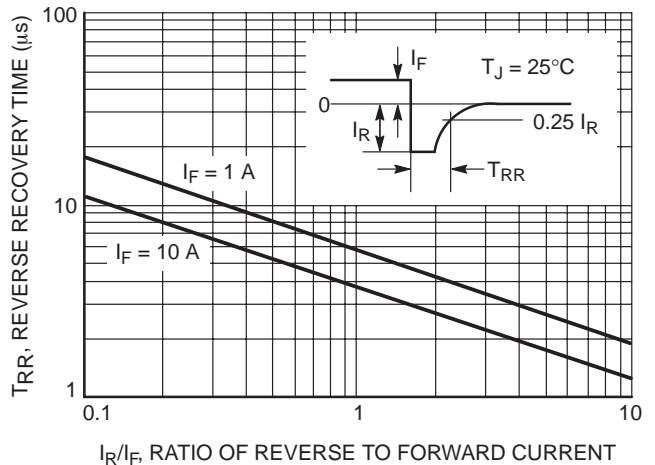 T_RR, REVERSE RECOVERY TIME (μs)
100
10
1
I_F
T_J = 25°C
0
I_R
0.25 I_R
T_RR
I_F = 1 A
I_F = 10 A
0.1
1
10
I_R/I_F, RATIO OF REVERSE TO FORWARD CURRENT